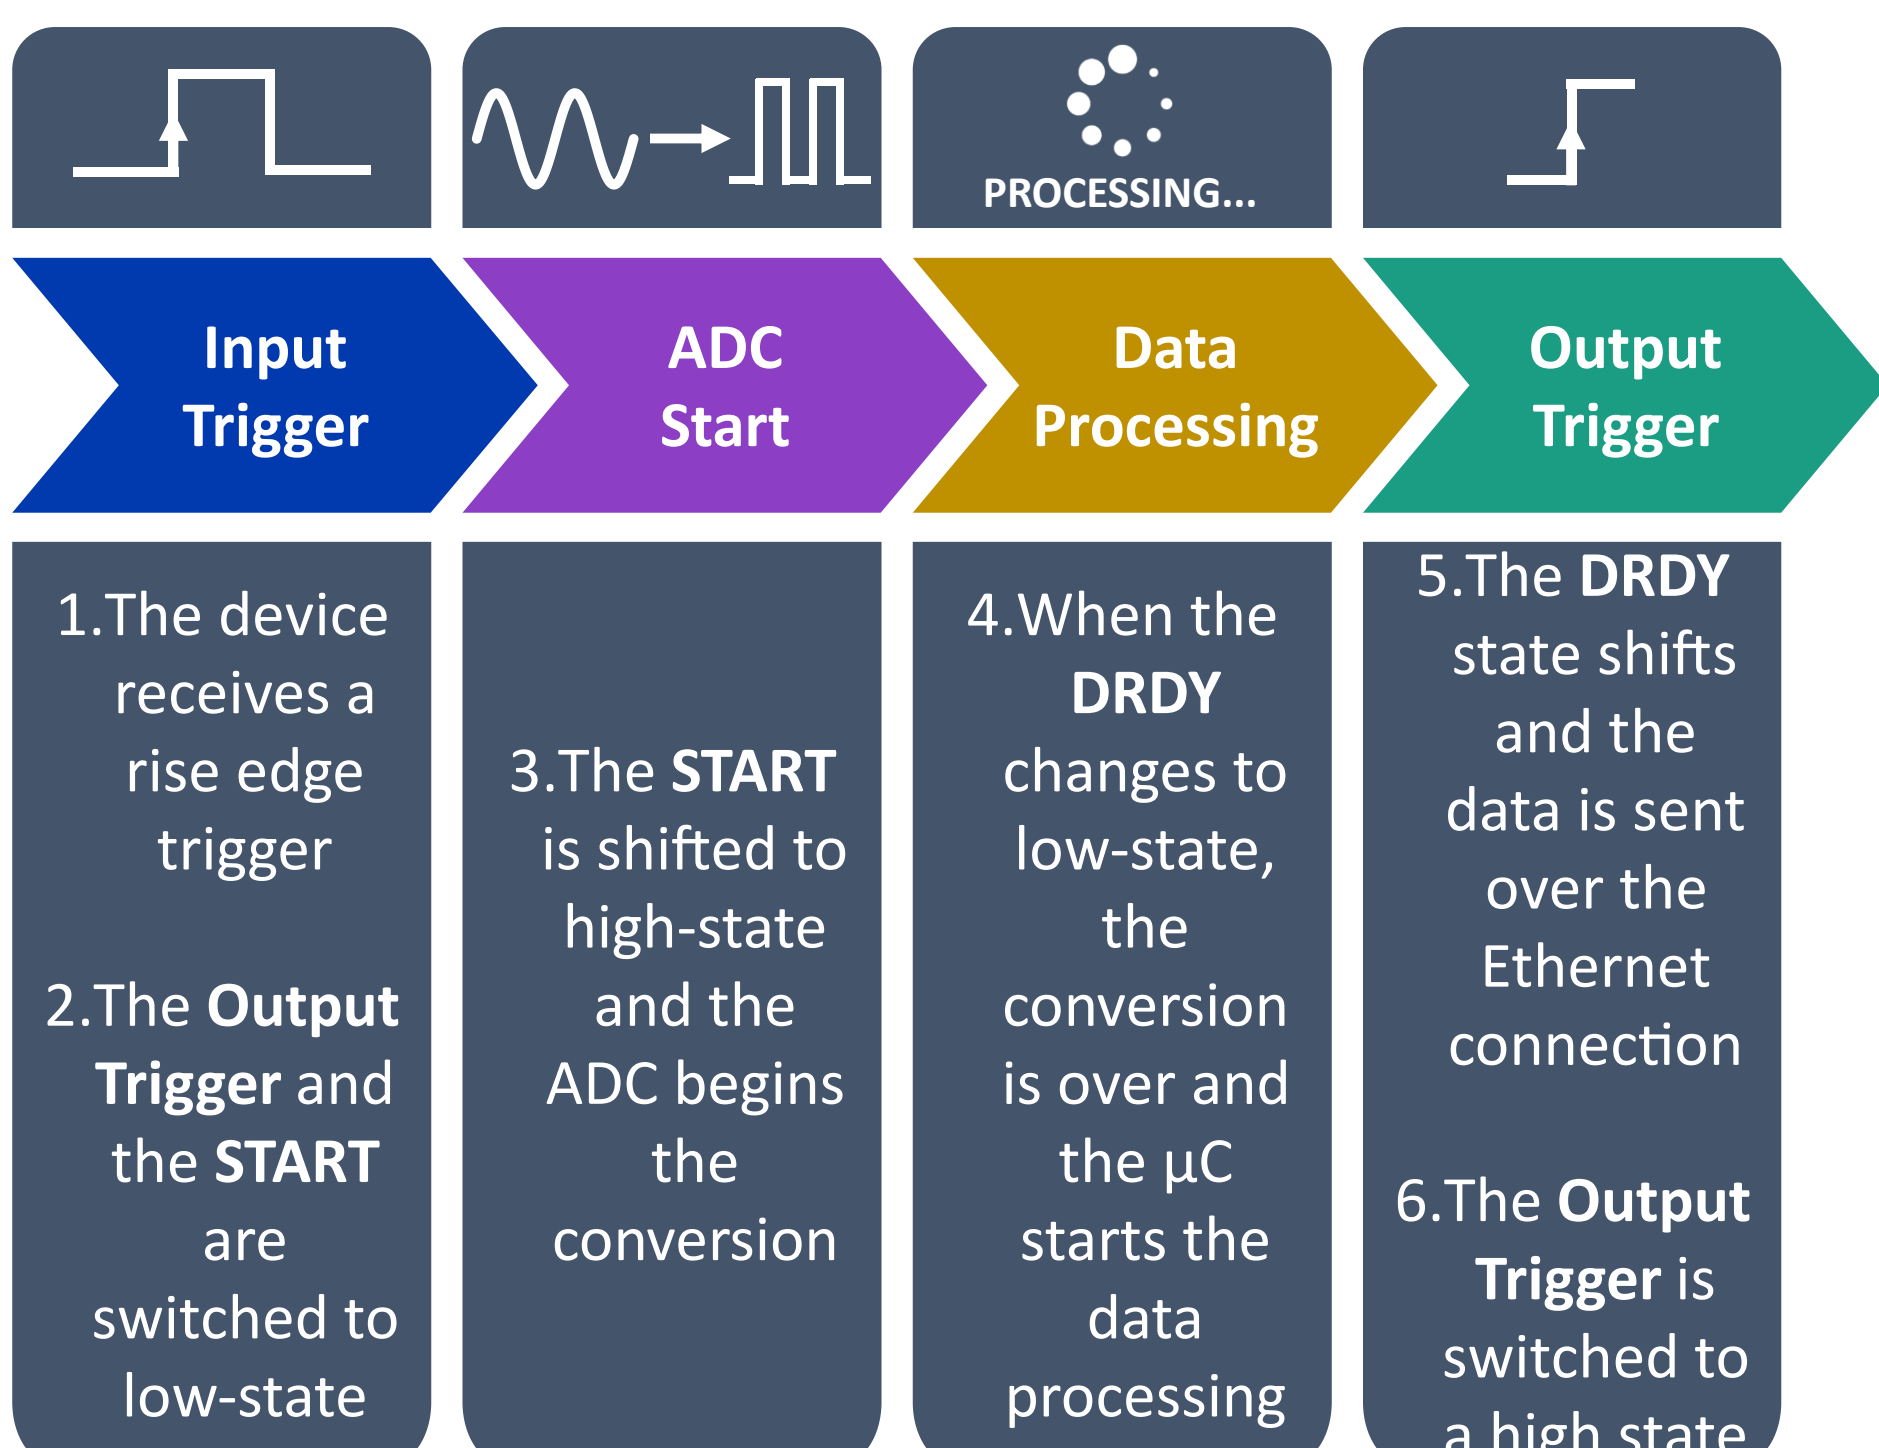 PROCESSING...
Input
Trigger
ADC
Start
Data
Processing
Output
Trigger
1.The device
receives a
rise edge
trigger
2.The Output
Trigger and
the START
are
switched to
low-state
3.The START
is shifted to
high-state
and the
ADC begins
the
conversion
4.When the
DRDY
changes to
low-state,
the
conversion
is over and
the µC
starts the
data
processing
5.The DRDY
state shifts
and the
data is sent
over the
Ethernet
connection
6.The Output
Trigger is
switched to
a high state